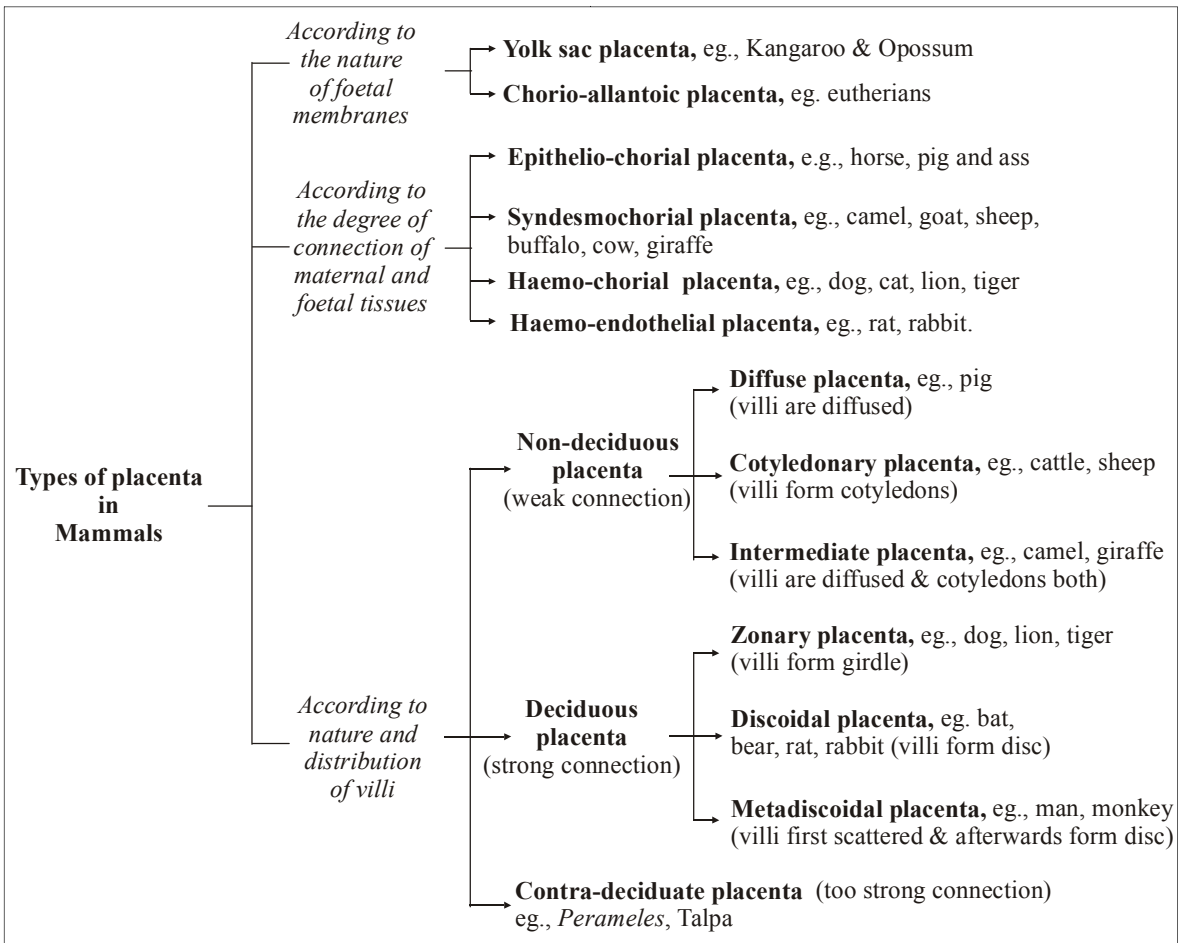 Types of placenta
in
Mammals
According to
the nature
of foetal
membranes
Yolk sac placenta, eg., Kangaroo & Opossum
Chorio-allantoic placenta, eg. eutherians
According to
the degree of
connection of
maternal and
foetal tissues
Epithelio-chorial placenta, e.g., horse, pig and ass
Syndesmochorial placenta, eg., camel, goat, sheep,
buffalo, cow, giraffe
Haemo-chorial placenta, eg., dog, cat, lion, tiger
Haemo-endothelial placenta, eg., rat, rabbit.
According to
nature and
distribution
of villi
Non-deciduous
placenta
(weak connection)
Diffuse placenta, eg., pig
(villi are diffused)
Cotyledonary placenta, eg., cattle, sheep
(villi form cotyledons)
Intermediate placenta, eg., camel, giraffe
(villi are diffused & cotyledons both)
Deciduous
placenta
(strong connection)
Zonary placenta, eg., dog, lion, tiger
(villi form girdle)
Discoidal placenta, eg. bat,
bear, rat, rabbit (villi form disc)
Metadiscoidal placenta, eg., man, monkey
(villi first scattered & afterwards form disc)
Contra-deciduate placenta (too strong connection)
eg., Perameles, Talpa